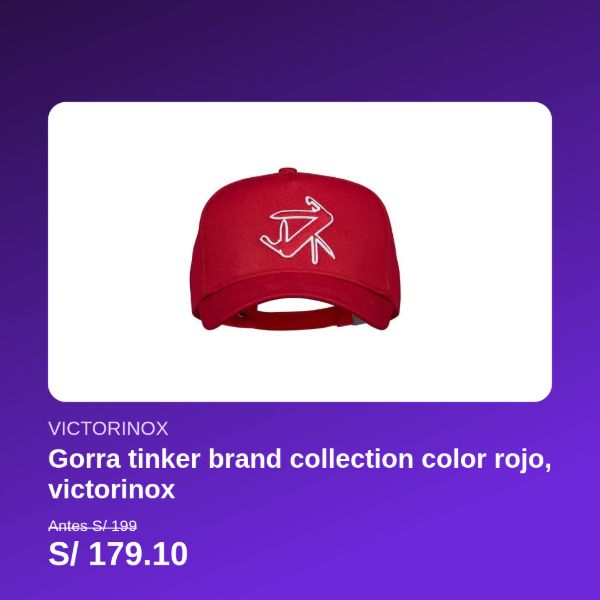 VICTORINOX
Gorra tinker brand collection color rojo,
victorinox
Antes S/ 199
S/ 179.10